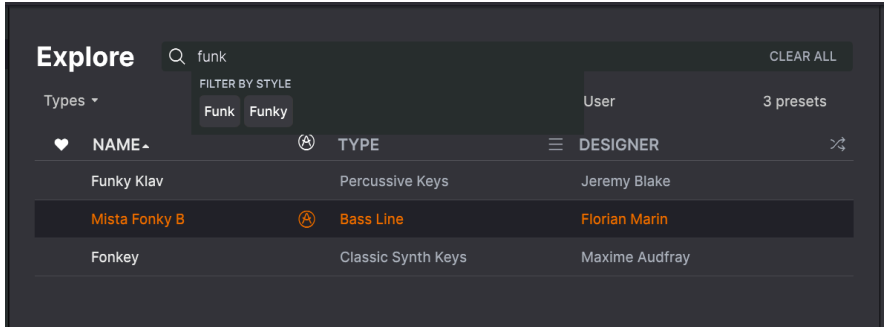 Explore funk CLEAR ALL
FILTER BY STYLE
Types User 3 presets
Funk Funky
NAME TYPE DESIGNER
Funky Klav Percussive Keys Jeremy Blake
Mista Fonky B Bass Line Florian Marin
Fonkey Classic Synth Keys Maxime Audfray